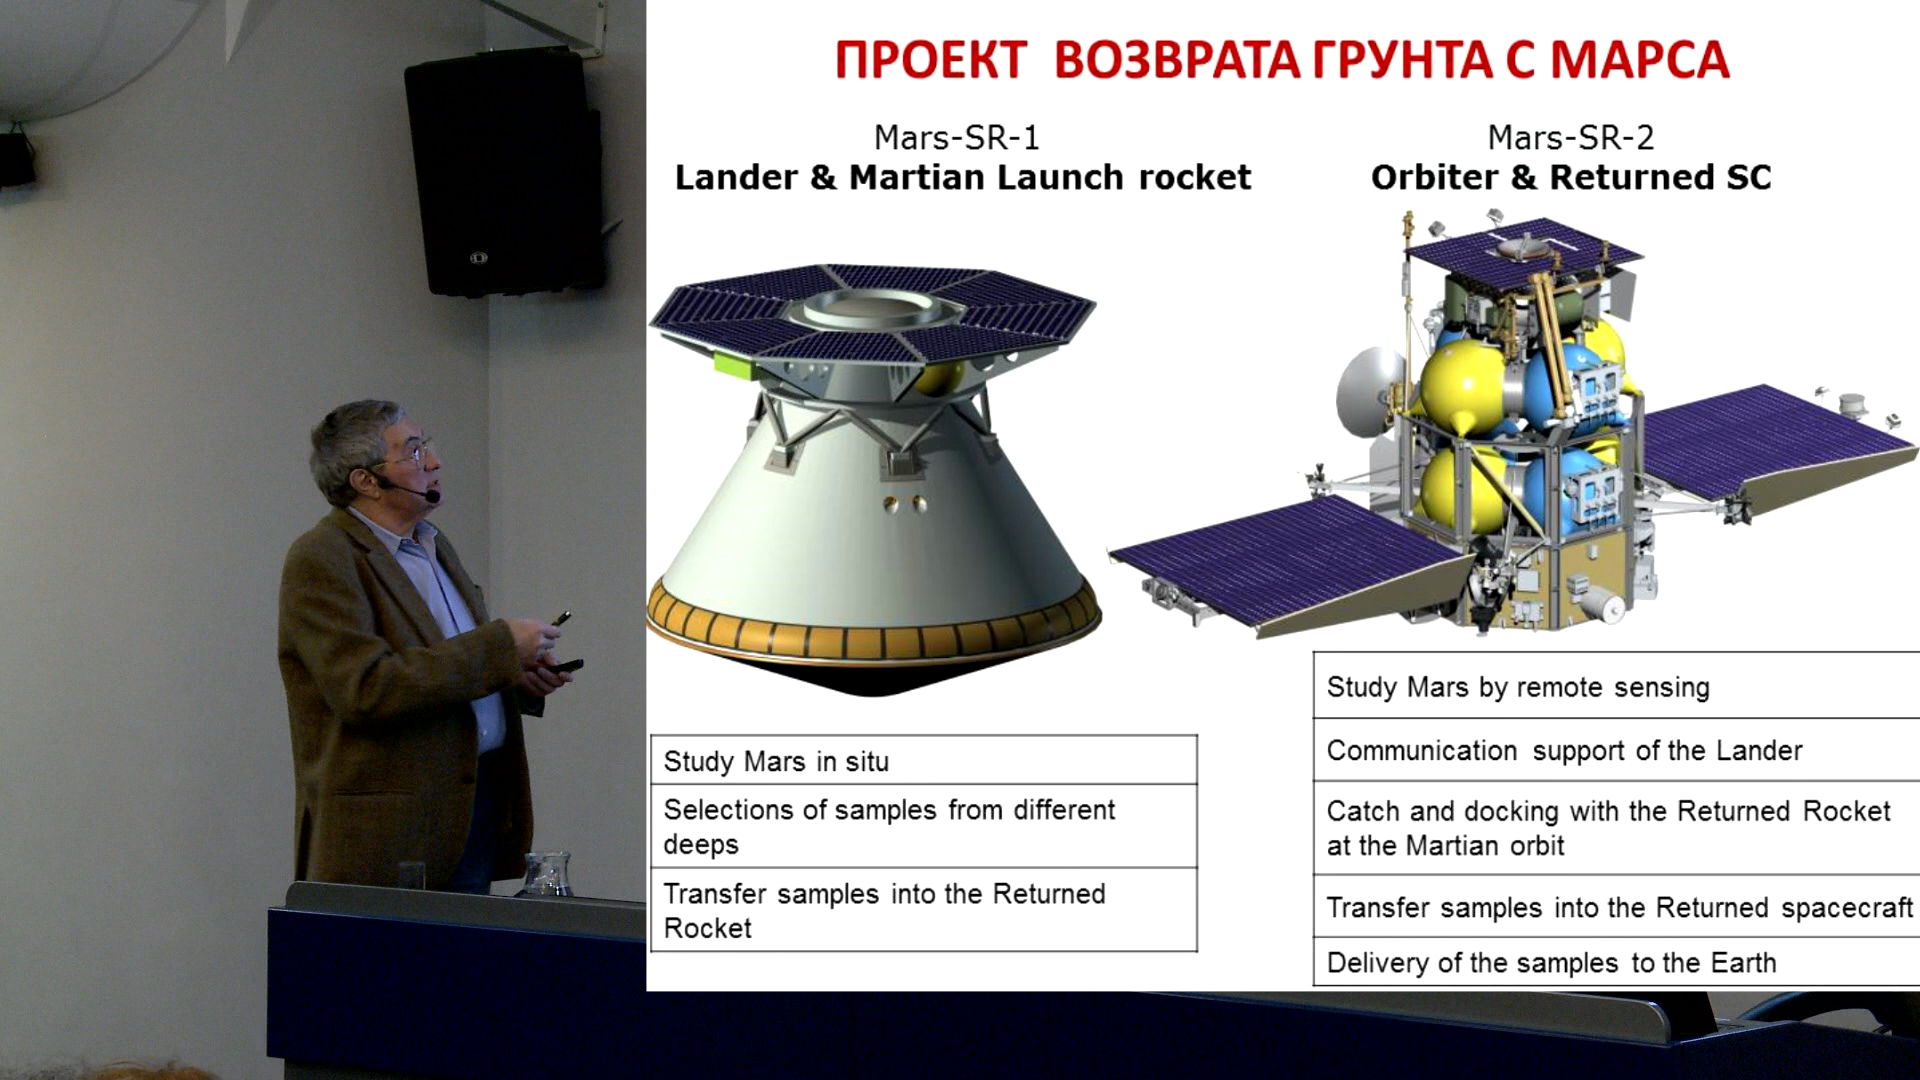 ПРОЕКТ ВОЗВРАТА ГРУНТА С МАРСА
Mars-SR-1
Lander & Martian Launch rocket
Mars-SR-2
Orbiter & Returned SC
Study Mars in situ
Selections of samples from different
deeps
Transfer samples into the Returned
Rocket
Study Mars by remote sensing
Communication support of the Lander
Catch and docking with the Returned Rocket
at the Martian orbit
Transfer samples into the Returned spacecraft
Delivery of the samples to the Earth